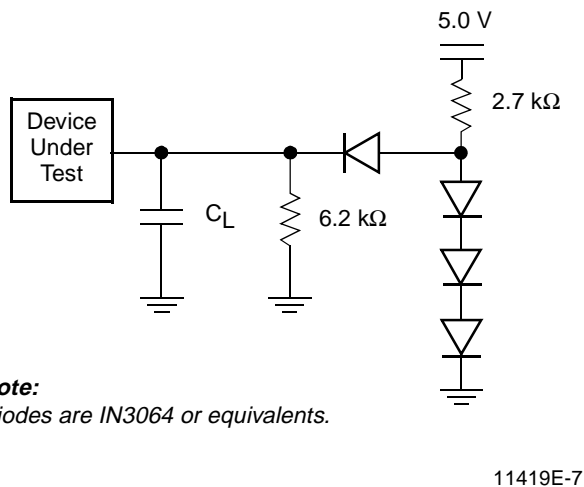 5.0 V
2.7 kΩ
Device
Under
Test
CL
6.2 kΩ
ote:
iodes are IN3064 or equivalents.
11419E-7